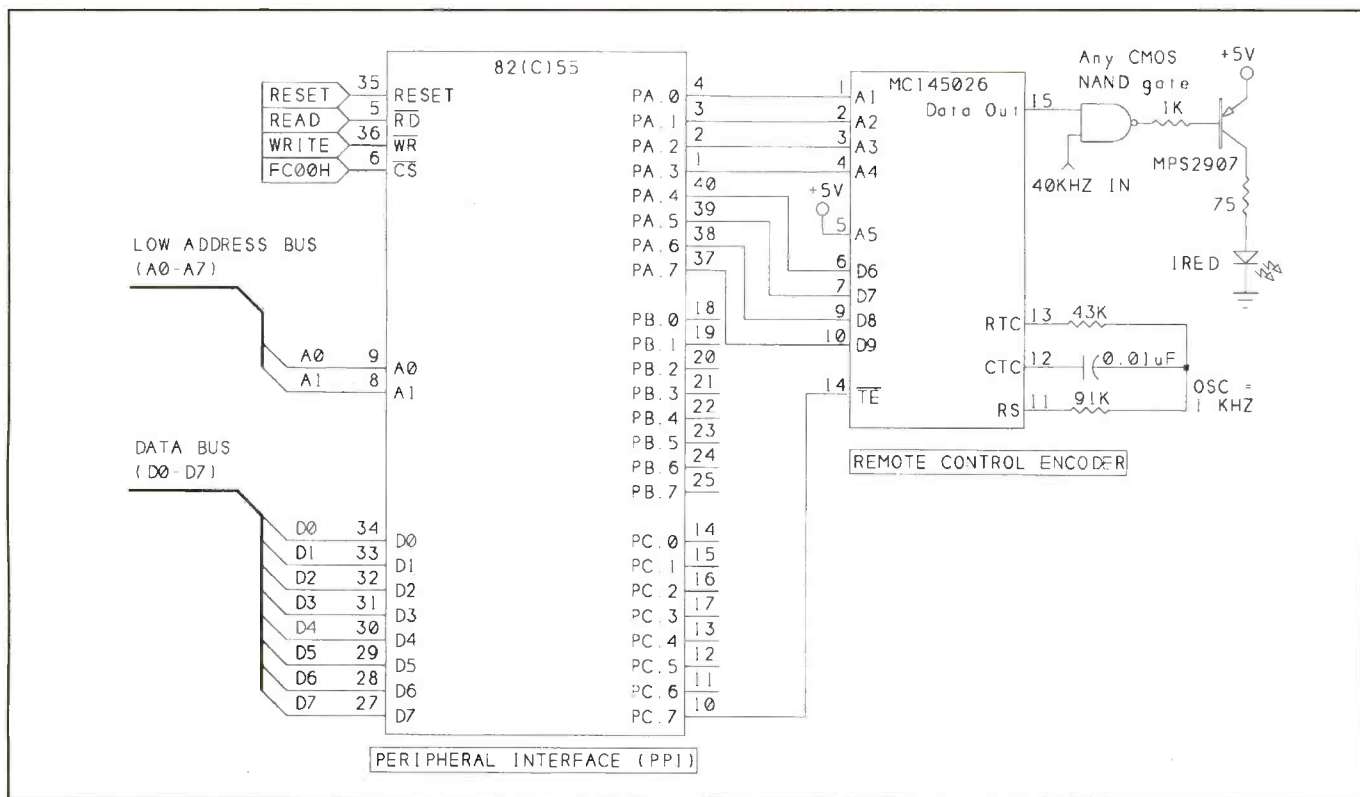 82(C)55
RESET 35 RESET
READ 5 RD
WRITE 36 WR
FC00H 6 CS
LOW ADDRESS BUS
(A0-A7)
A0 9 A0
A1 8 A1
DATA BUS
(D0-D7)
D0 34 D0
D1 33 D1
D2 32 D2
D3 31 D3
D4 30 D4
D5 29 D5
D6 28 D6
D7 27 D7
PA.0 4
PA.1 3
PA.2 2
PA.3 1
PA.4 40
PA.5 39
PA.6 38
PA.7 37
PB.0 18
PB.1 19
PB.2 20
PB.3 21
PB.4 22
PB.5 23
PB.6 24
PB.7 25
PC.0 14
PC.1 15
PC.2 16
PC.3 17
PC.4 13
PC.5 12
PC.6 11
PC.7 10
PERIPHERAL INTERFACE (PPI)
MC145026
Data Out 15
1 A1
2 A2
3 A3
4 A4
+5V
5 A5
6 D6
7 D7
9 D8
10 D9
14 TE
RTC 13 43K
CTC 12 0.01uF
RS 11 91K
OSC =
1 KHZ
REMOTE CONTROL ENCODER
Any CMOS
NAND gate
1K
+5V
MPS2907
40KHZ IN
75
IRED